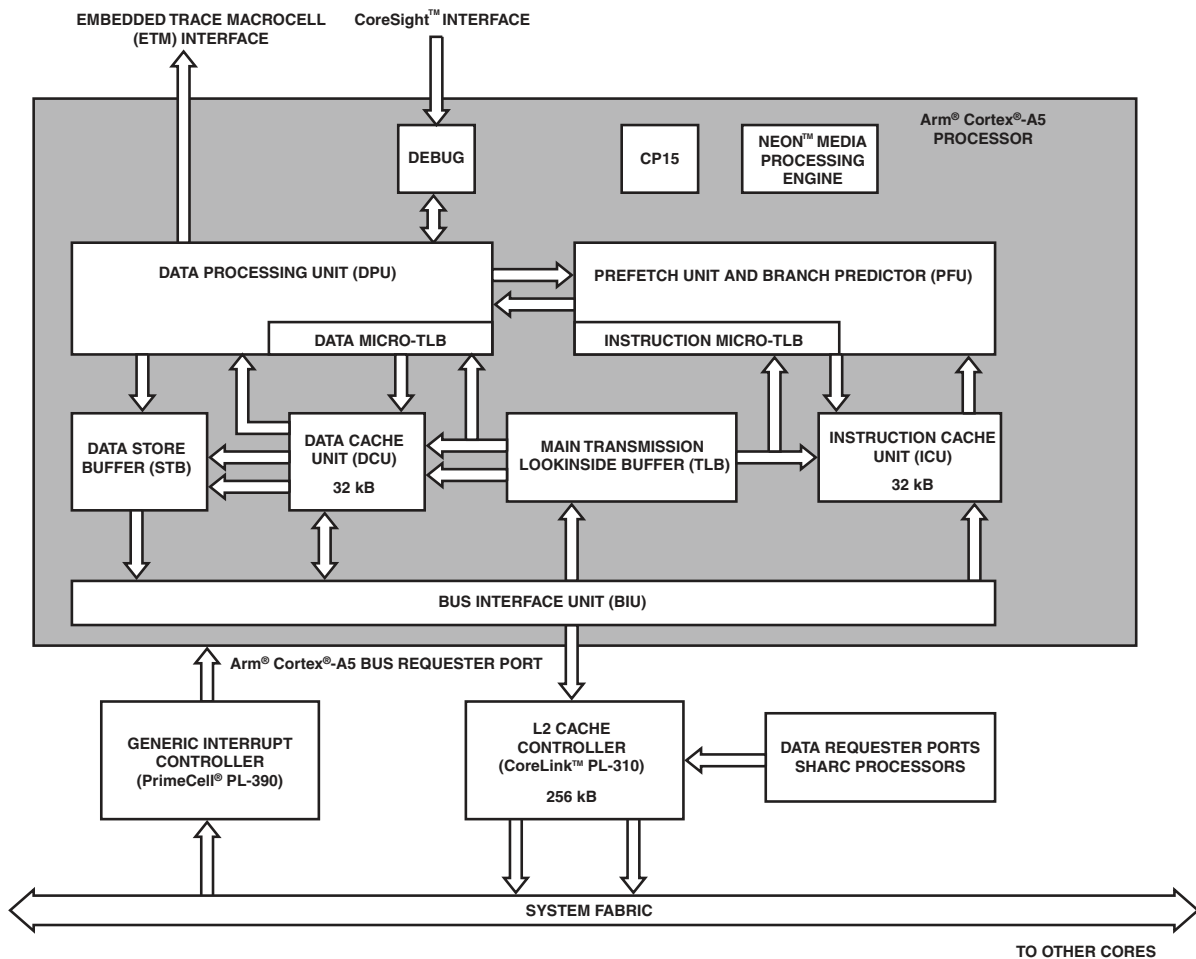 EMBEDDED TRACE MACROCELL
(ETM) INTERFACE
CoreSight™ INTERFACE
Arm® Cortex®-A5
PROCESSOR
DEBUG
CP15
NEON™ MEDIA
PROCESSING
ENGINE
DATA PROCESSING UNIT (DPU)
PREFETCH UNIT AND BRANCH PREDICTOR (PFU)
DATA MICRO-TLB
INSTRUCTION MICRO-TLB
DATA STORE
BUFFER (STB)
DATA CACHE
UNIT (DCU)
32 kB
MAIN TRANSMISSION
LOOKINSIDE BUFFER (TLB)
INSTRUCTION CACHE
UNIT (ICU)
32 kB
BUS INTERFACE UNIT (BIU)
Arm® Cortex®-A5 BUS REQUESTER PORT
GENERIC INTERRUPT
CONTROLLER
(PrimeCell® PL-390)
L2 CACHE
CONTROLLER
(CoreLink™ PL-310)
256 kB
DATA REQUESTER PORTS
SHARC PROCESSORS
SYSTEM FABRIC
TO OTHER CORES